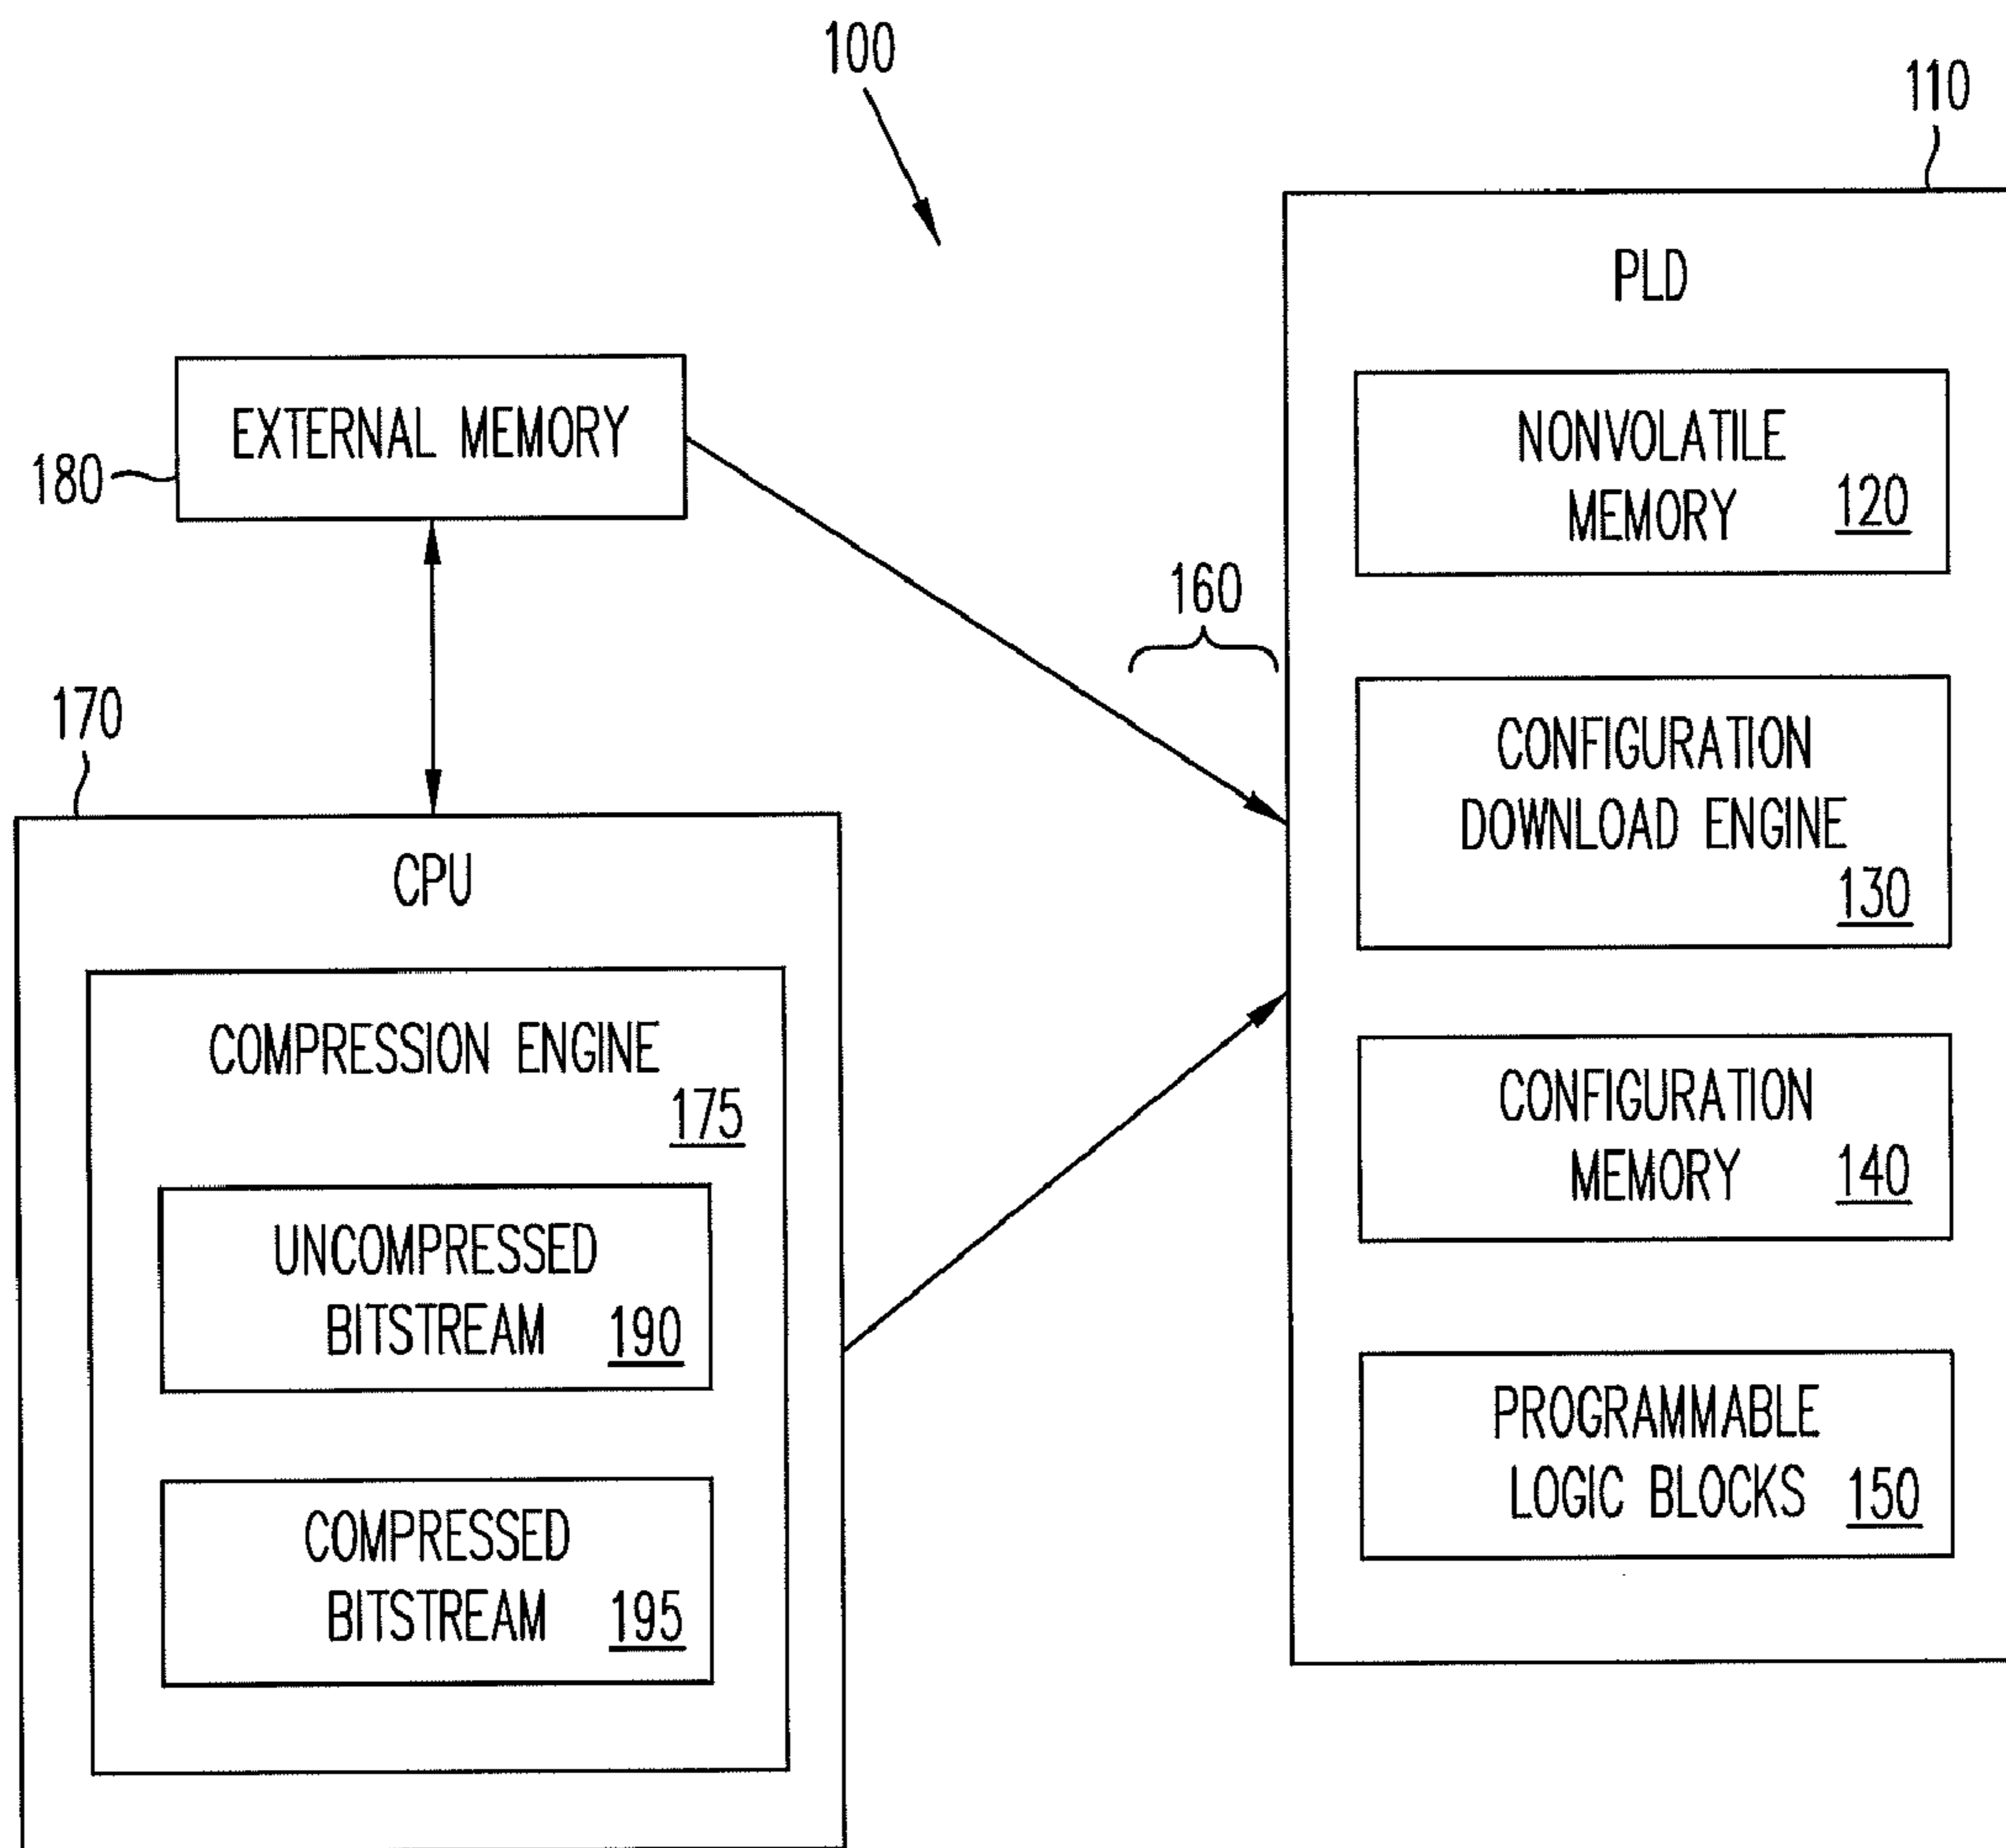 100
110
PLD
EXTERNAL MEMORY
180
NONVOLATILE
MEMORY 120
160
170
CONFIGURATION
DOWNLOAD ENGINE
130
CPU
COMPRESSION ENGINE
175
CONFIGURATION
MEMORY 140
UNCOMPRESSED
BITSTREAM 190
PROGRAMMABLE
LOGIC BLOCKS 150
COMPRESSED
BITSTREAM 195